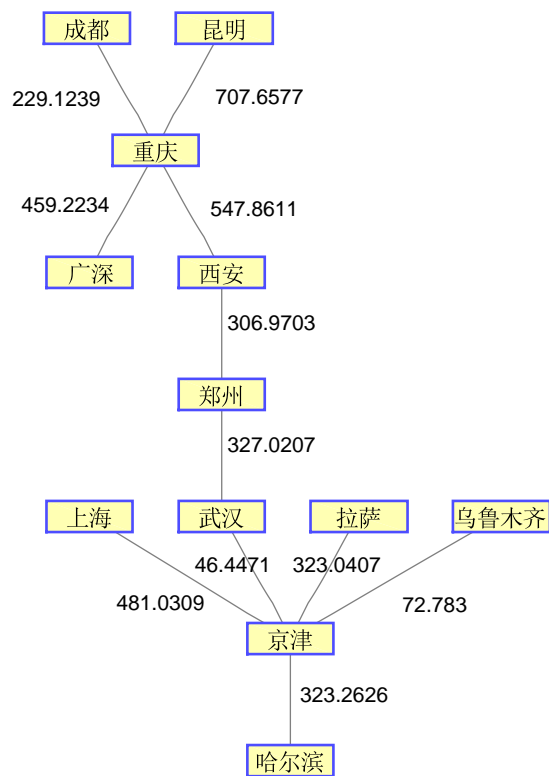 成都 昆明
229.1239 707.6577
重庆
459.2234 547.8611
广深 西安
306.9703
郑州
327.0207
上海 武汉 拉萨 乌鲁木齐
46.4471 323.0407
481.0309 72.783
京津
323.2626
哈尔滨